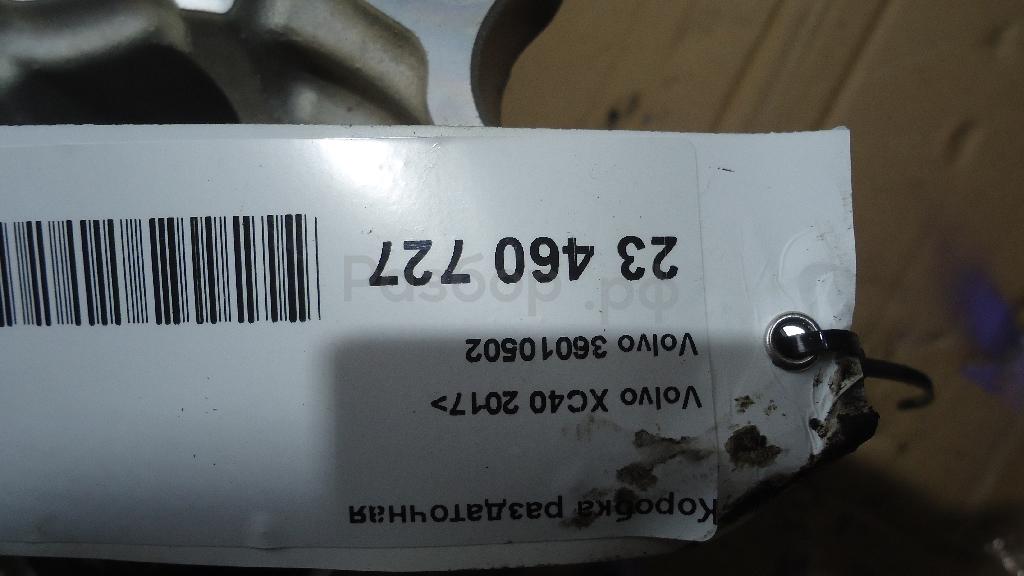 Коробка раздаточная
Volvo XC40 2017>
Volvo 36010502
23 460 727
Разбор.рф